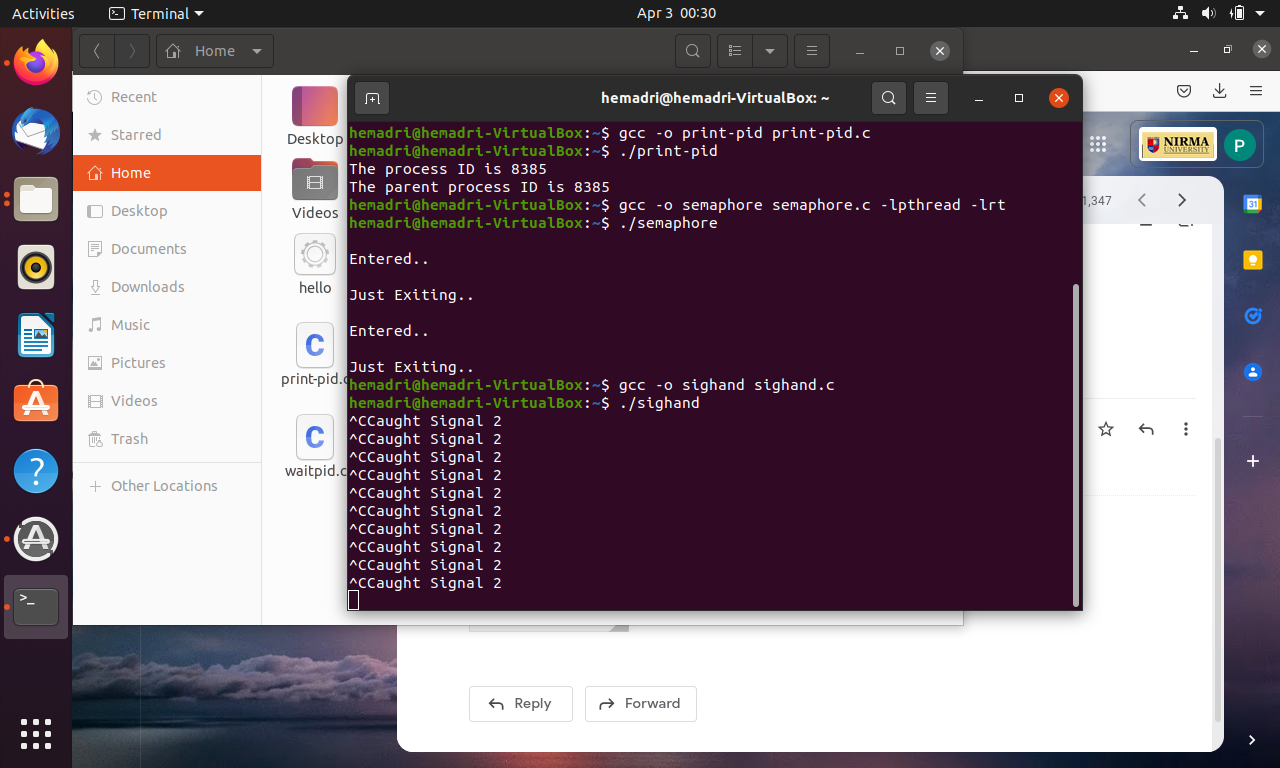 Activities
Terminal
Apr 3 00:30
Home
hemadri@hemadri-VirtualBox: ~
Recent
Starred
Home
Desktop
Documents
Downloads
Music
Pictures
Videos
Trash
Other Locations
Desktop
Videos
hello
print-pid.c
waitpid.c
hemadri@hemadri-VirtualBox:~$ gcc -o print-pid print-pid.c
hemadri@hemadri-VirtualBox:~$ ./print-pid
The process ID is 8385
The parent process ID is 8385
hemadri@hemadri-VirtualBox:~$ gcc -o semaphore semaphore.c -lpthread -lrt
hemadri@hemadri-VirtualBox:~$ ./semaphore
Entered..
Just Exiting..
Entered..
Just Exiting..
hemadri@hemadri-VirtualBox:~$ gcc -o sighand sighand.c
hemadri@hemadri-VirtualBox:~$ ./sighand
^CCaught Signal 2
^CCaught Signal 2
^CCaught Signal 2
^CCaught Signal 2
^CCaught Signal 2
^CCaught Signal 2
^CCaught Signal 2
^CCaught Signal 2
^CCaught Signal 2
^CCaught Signal 2
NIRMA
UNIVERSITY
P
1,347
31
Reply
Forward